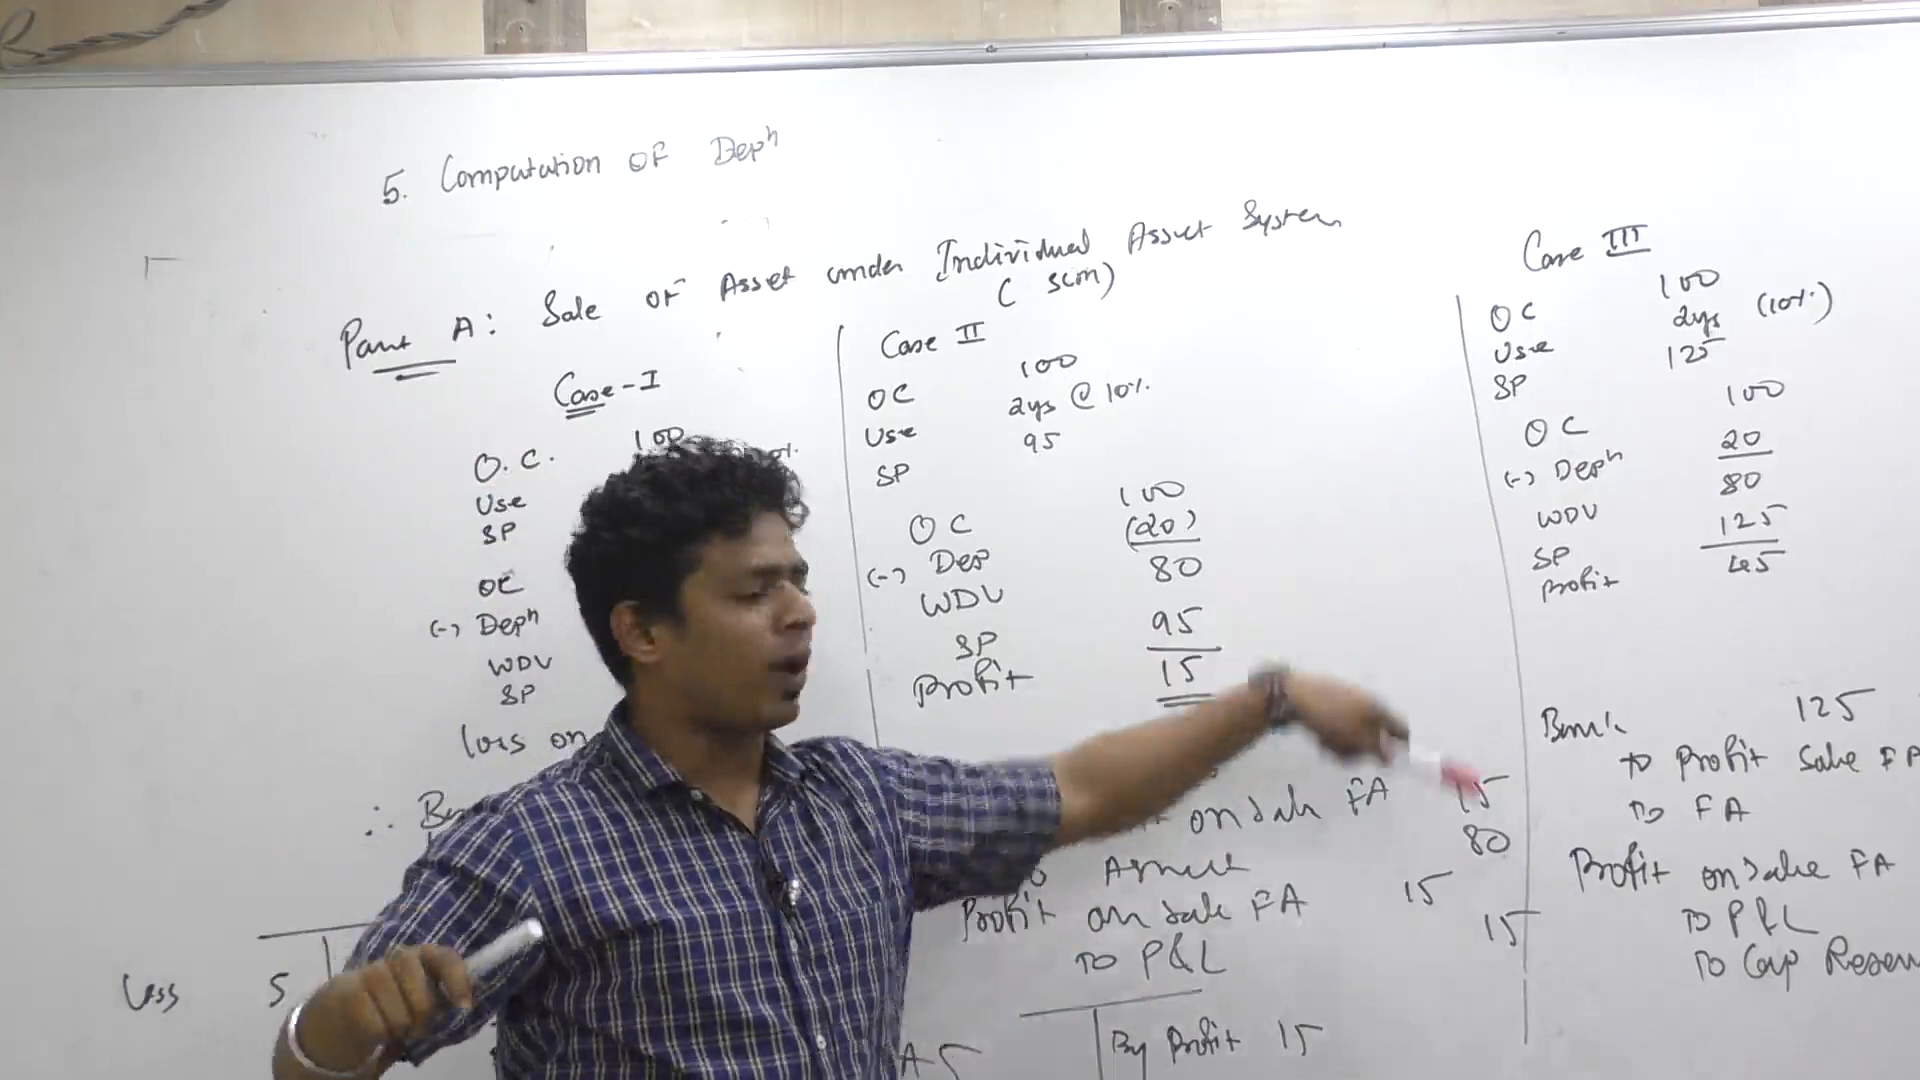 5. Computation OF Depⁿ
Part A: Sale OF Asset under Individual Asset System
( SLM)
Case-I
O.C. 100
Use
SP
OC
(-) Depⁿ
WDV
SP
loss on
∴
Loss 5
Case II
OC 100
Use 2ys @ 10%
SP 95
OC 100
(-) Dep (20)
WDV 80
SP 95
Profit 15
on sale FA 15
80
Profit on sale FA 15
To P&L 15
By Profit 15
Case III
OC 100
Use 2ys (10%)
SP 125
OC 100
(-) Depⁿ 20
WDV 80
SP 125
Profit 45
Bank 125
To Profit Sale
To FA
Profit on sale FA
To P&L
To Cap Reser